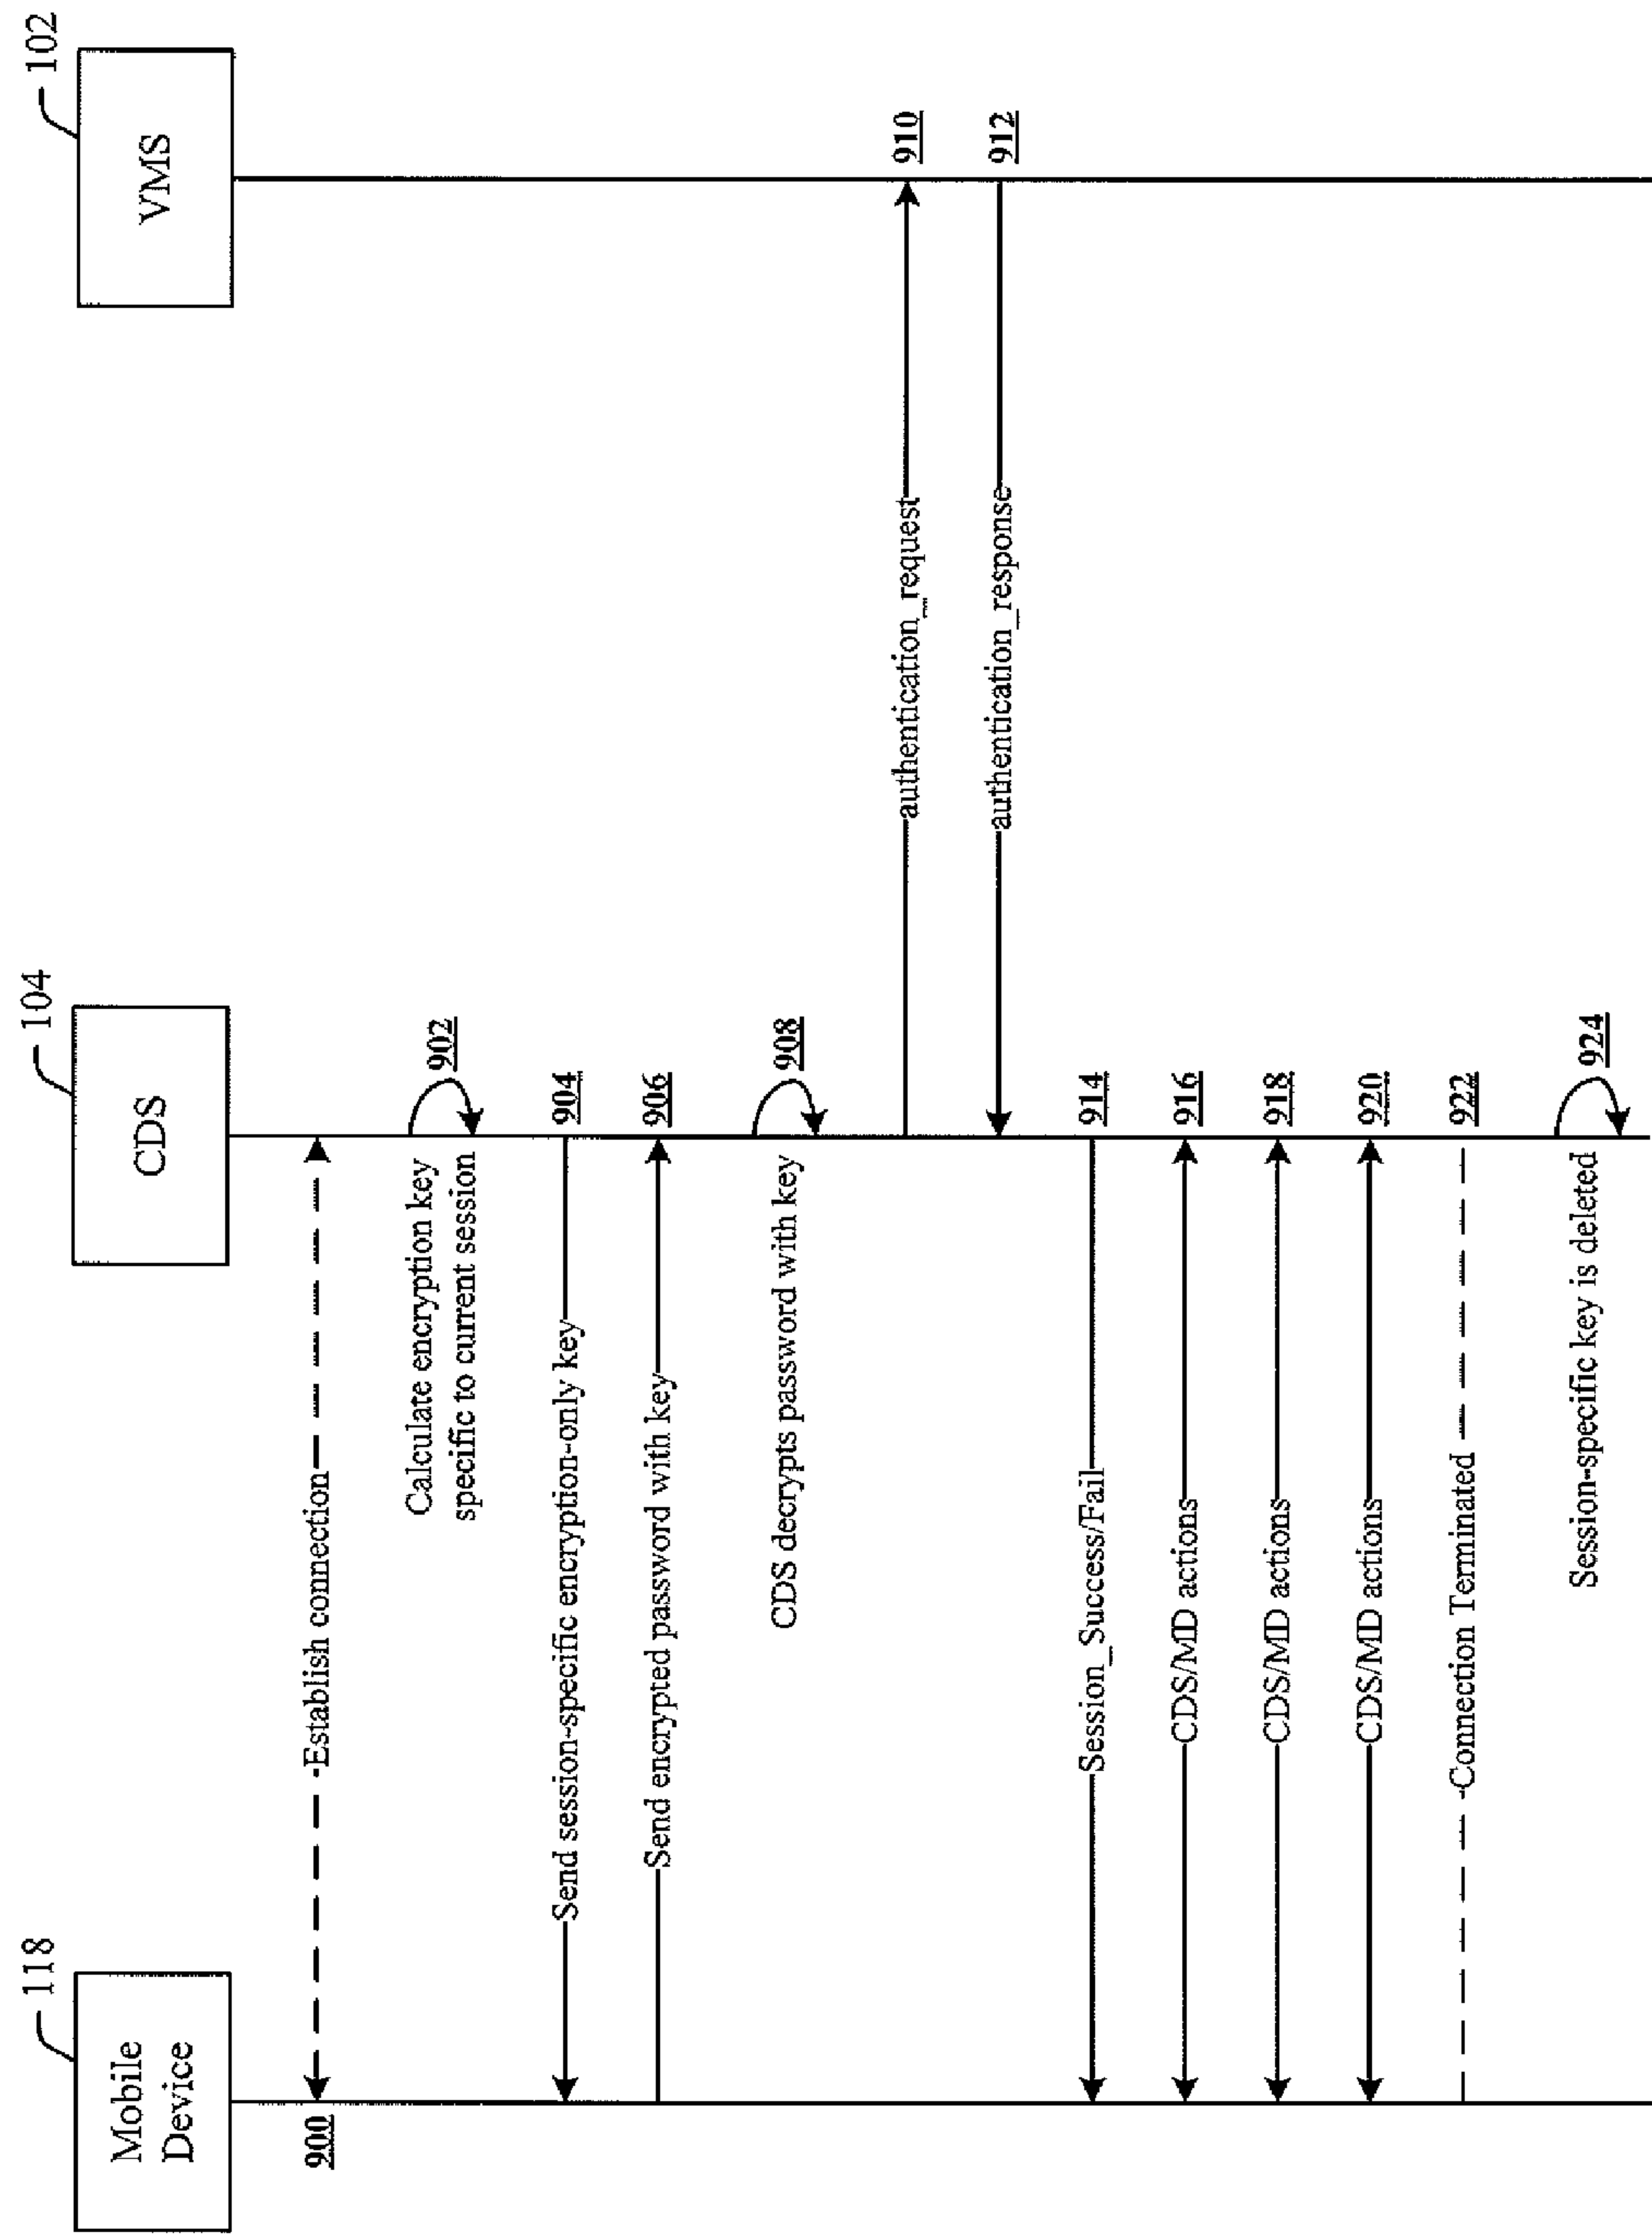 118
Mobile
Device
104
CDS
102
VMS
900
Establish connection
Calculate encryption key
specific to current session
902
Send session-specific encryption-only key
904
Send encrypted password with key
906
CDS decrypts password with key
908
authentication_request
910
authentication_response
912
Session_Success/Fail
914
CDS/MD actions
916
CDS/MD actions
918
CDS/MD actions
920
Connection Terminated
922
Session-specific key is deleted
924